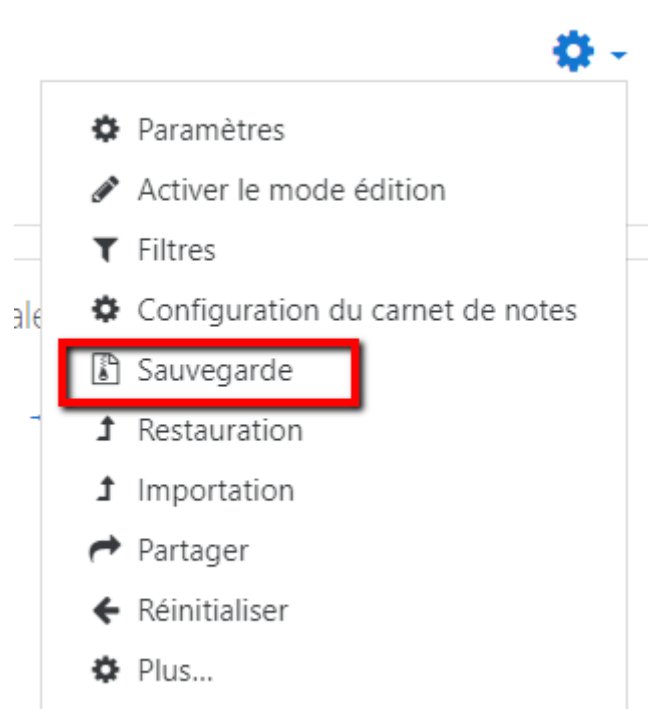 Paramètres
Activer le mode édition
Filtres
Configuration du carnet de notes
Sauvegarde
Restauration
Importation
Partager
Réinitialiser
Plus...